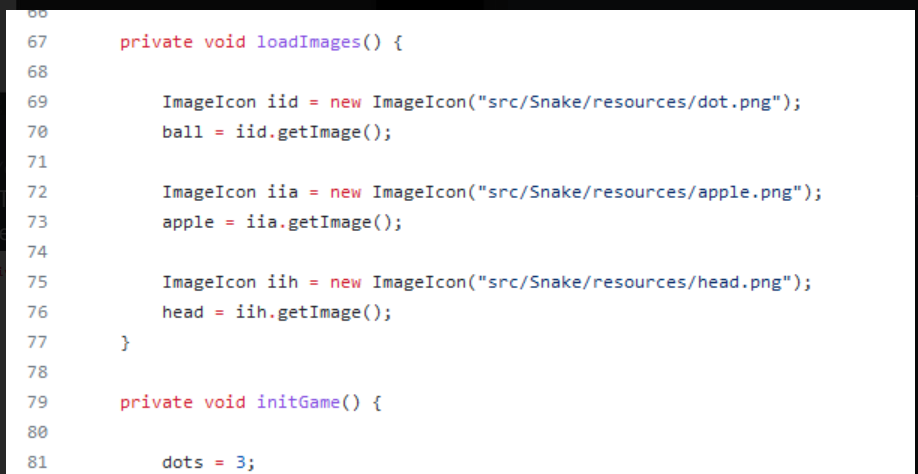 66
67 private void loadImages() {
68
69 ImageIcon iid = new ImageIcon("src/Snake/resources/dot.png");
70 ball = iid.getImage();
71
72 ImageIcon iia = new ImageIcon("src/Snake/resources/apple.png");
73 apple = iia.getImage();
74
75 ImageIcon iih = new ImageIcon("src/Snake/resources/head.png");
76 head = iih.getImage();
77 }
78
79 private void initGame() {
80
81 dots = 3;